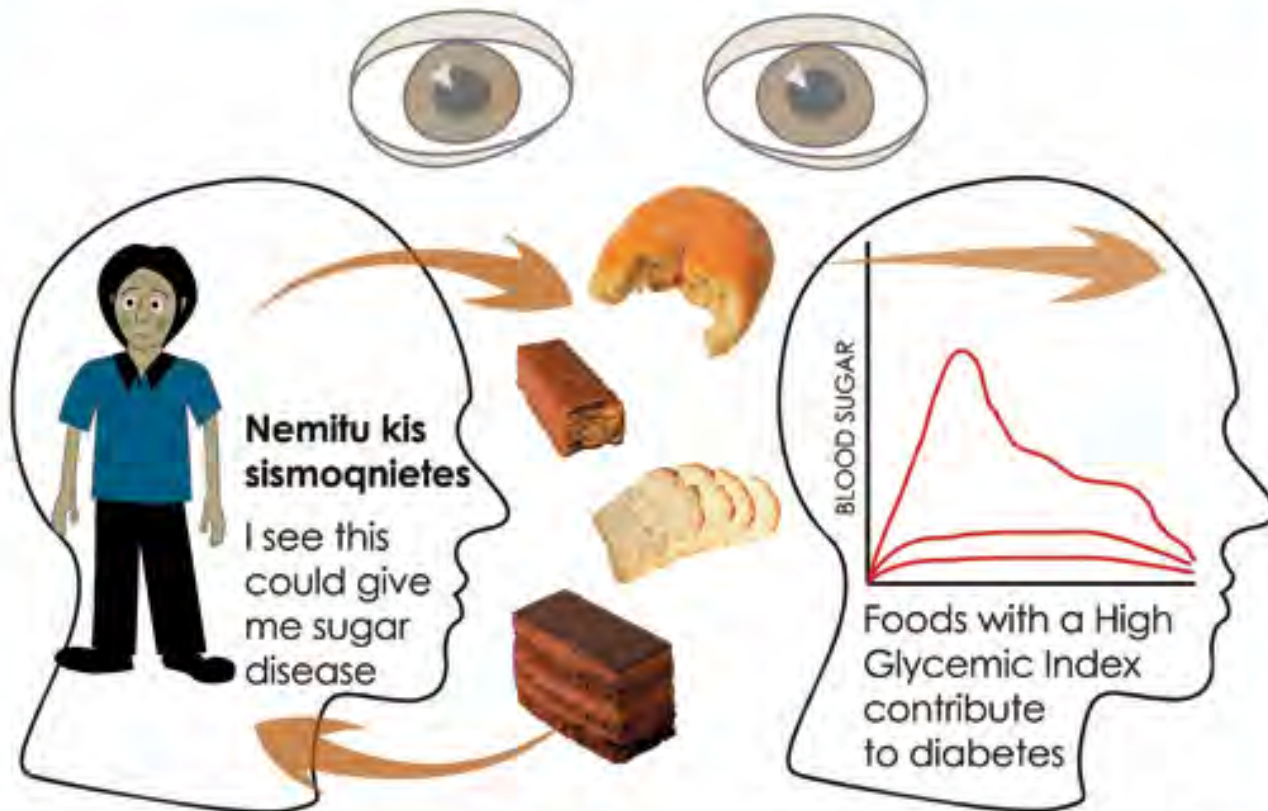 Nemitu kis
sismoqnietes
I see this
could give
me sugar
disease
BLOOD SUGAR
Foods with a High
Glycemic Index
contribute
to diabetes